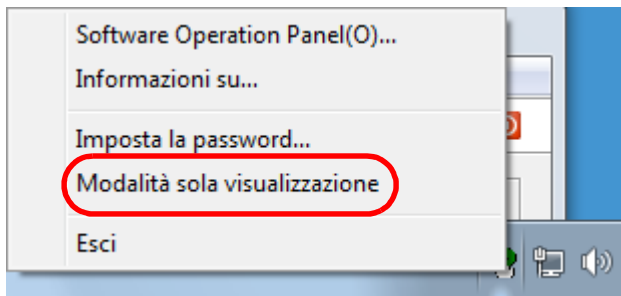 Software Operation Panel(O)...
Informazioni su...
Imposta la password...
Modalità sola visualizzazione
Esci